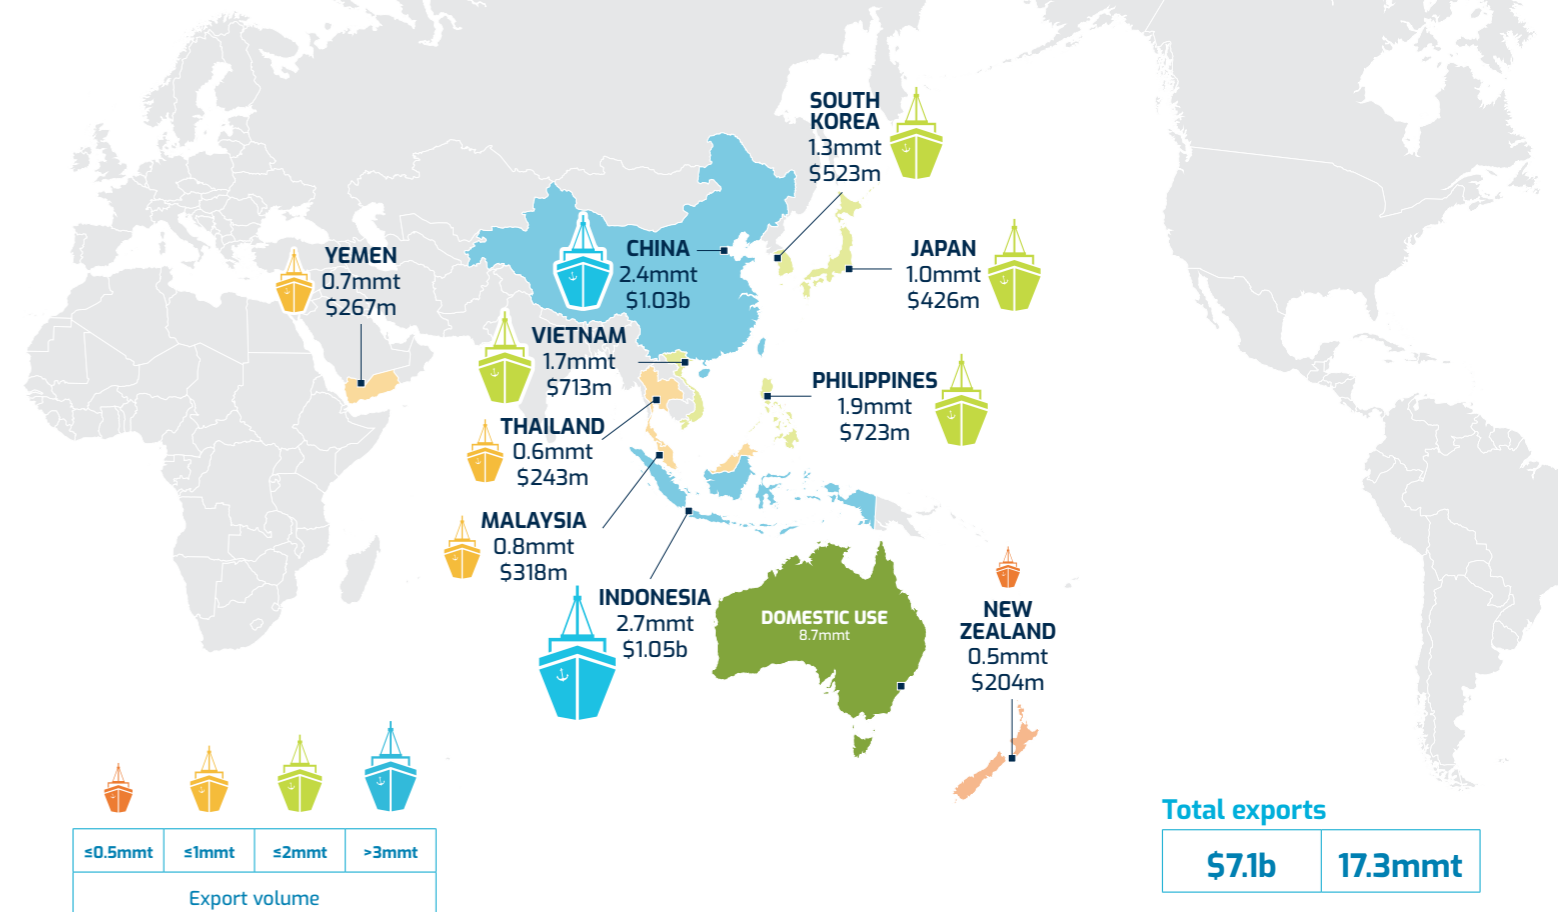 SOUTH
KOREA
1.3mmt
$523m
YEMEN
0.7mmt
$267m
CHINA
2.4mmt
$1.03b
JAPAN
1.0mmt
$426m
VIETNAM
1.7mmt
$713m
PHILIPPINES
1.9mmt
$723m
THAILAND
0.6mmt
$243m
MALAYSIA
0.8mmt
$318m
INDONESIA
2.7mmt
$1.05b
DOMESTIC USE
8.7mmt
NEW
ZEALAND
0.5mmt
$204m
≤0.5mmt ≤1mmt ≤2mmt >3mmt
Export volume
Total exports
$7.1b 17.3mmt